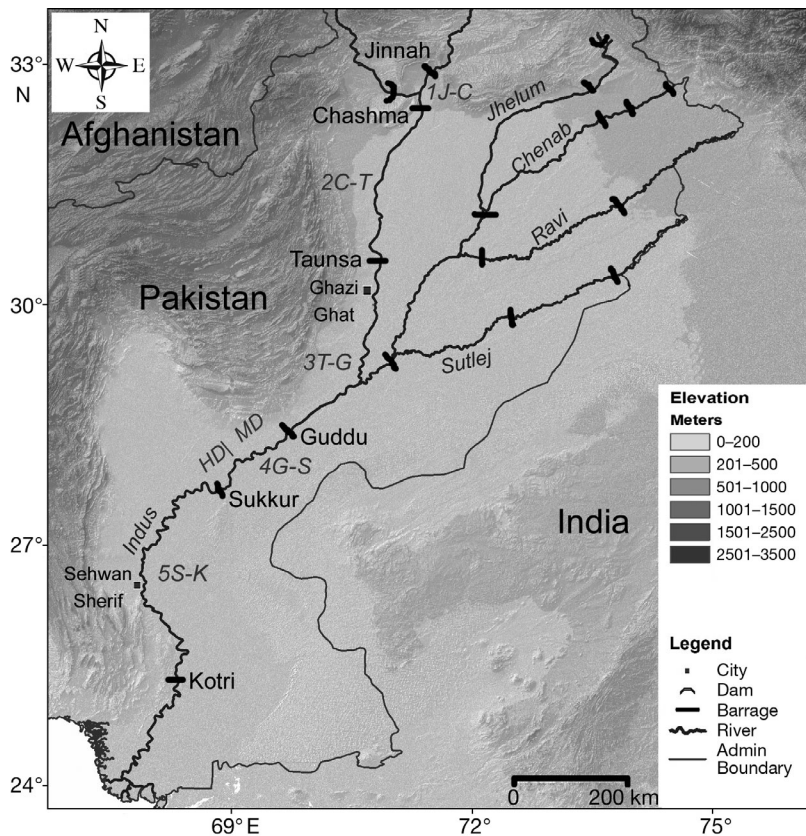 33°
N
30°
27°
24°
69° E
72°
75°
N
W
E
S
Afghanistan
Pakistan
India
Jinnah
1J-C
Chashma
Jhelum
Chenab
2C-T
Ravi
Taunsa
Ghazi
Ghat
3T-G
Sutlej
HD| MD
Guddu
4G-S
Sukkur
Indus
Sehwan
Sherif
5S-K
Kotri
Elevation
Meters
0–200
201–500
501–1000
1001–1500
1501–2500
2501–3500
Legend
City
Dam
Barrage
River
Admin
Boundary
0 200 km